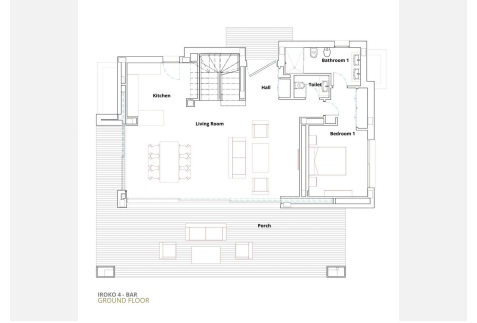 Bathroom 1
Hall
Toilet
Kitchen
Living Room
Bedroom 1
Porch
IROKO 4 - BAR
GROUND FLOOR